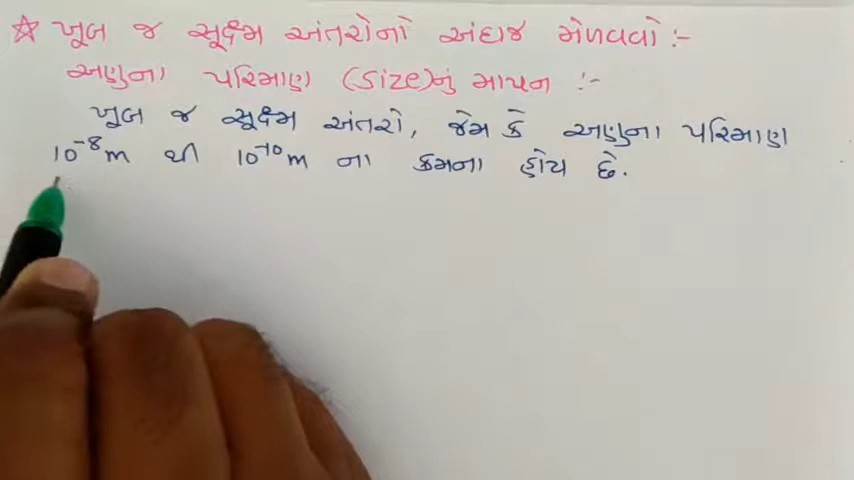 ☆ ખૂબ જ સૂક્ષ્મ અંતરોનો અંદાજ મેળવવો :-
અણુના પરિમાણ (Size)નું માપન :-
ખૂબ જ સૂક્ષ્મ અંતરો, જેમ કે અણુના પરિમાણ
10⁻⁸m થી 10⁻¹⁰m ના ક્રમના હોય છે.